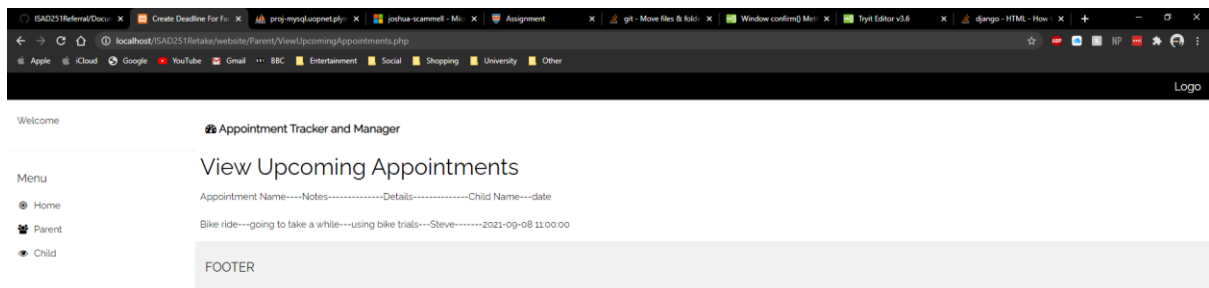 ISAD251Referral/Docur
Create Deadline For Fa
proj-mysql.uopnet.plyn
joshua-scammell - Mic
Assignment
git - Move files & folde
Window confirm() Met
Tryit Editor v3.6
django - HTML - How
localhost/ISAD251Retake/website/Parent/ViewUpcomingAppointments.php
ABP
NP
Apple iCloud Google YouTube Gmail BBC Entertainment Social Shopping University Other
Logo
Welcome
Appointment Tracker and Manager
View Upcoming Appointments
Menu
Appointment Name----Notes--------------Details--------------Child Name---date
Home
Parent
Bike ride---going to take a while---using bike trials---Steve-------2021-09-08 11:00:00
Child
FOOTER